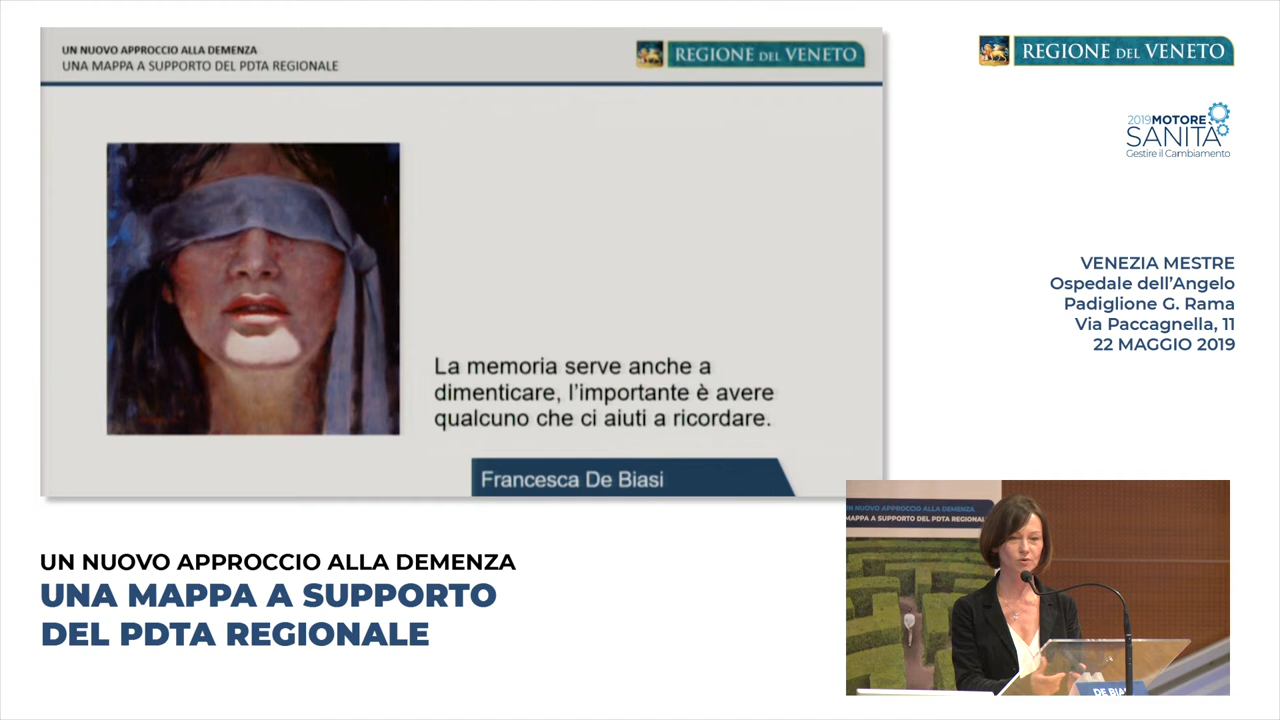 UN NUOVO APPROCCIO ALLA DEMENZA
UNA MAPPA A SUPPORTO DEL PDTA REGIONALE
REGIONE DEL VENETO
La memoria serve anche a
dimenticare, l'importante è avere
qualcuno che ci aiuti a ricordare.
Francesca De Biasi
REGIONE DEL VENETO
2019MOTORE
SANITÀ
Gestire il Cambiamento
VENEZIA MESTRE
Ospedale dell'Angelo
Padiglione G. Rama
Via Paccagnella, 11
22 MAGGIO 2019
UN NUOVO APPROCCIO ALLA DEMENZA
UNA MAPPA A SUPPORTO
DEL PDTA REGIONALE
UN NUOVO APPROCCIO ALLA DEMENZA
MAPPA A SUPPORTO DEL PDTA REGIONAL
DE BIA